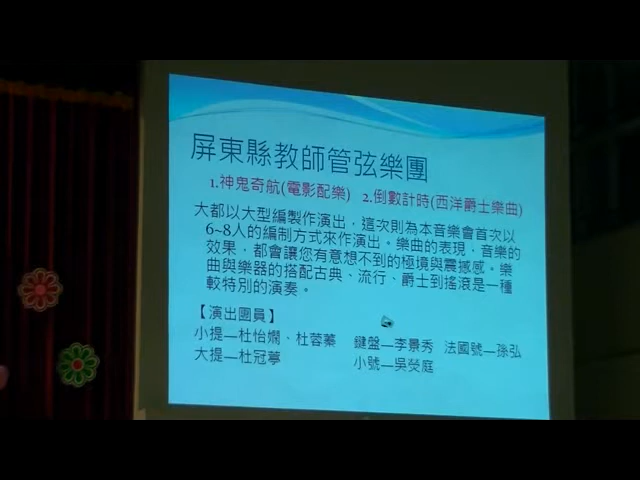 屏東縣教師管弦樂團
1.神鬼奇航(電影配樂) 2.倒數計時(西洋爵士樂曲)
大都以大型編製作演出，這次則為本音樂會首次以
6~8人的編制方式來作演出。樂曲的表現，音樂的
效果，都會讓您有意想不到的極境與震撼感。樂
曲與樂器的搭配古典、流行、爵士到搖滾是一種
較特別的演奏。
【演出團員】
小提—杜怡嫻、杜蓉蓁 鍵盤—李景秀 法國號—孫弘
大提—杜冠葶 小號—吳熒庭